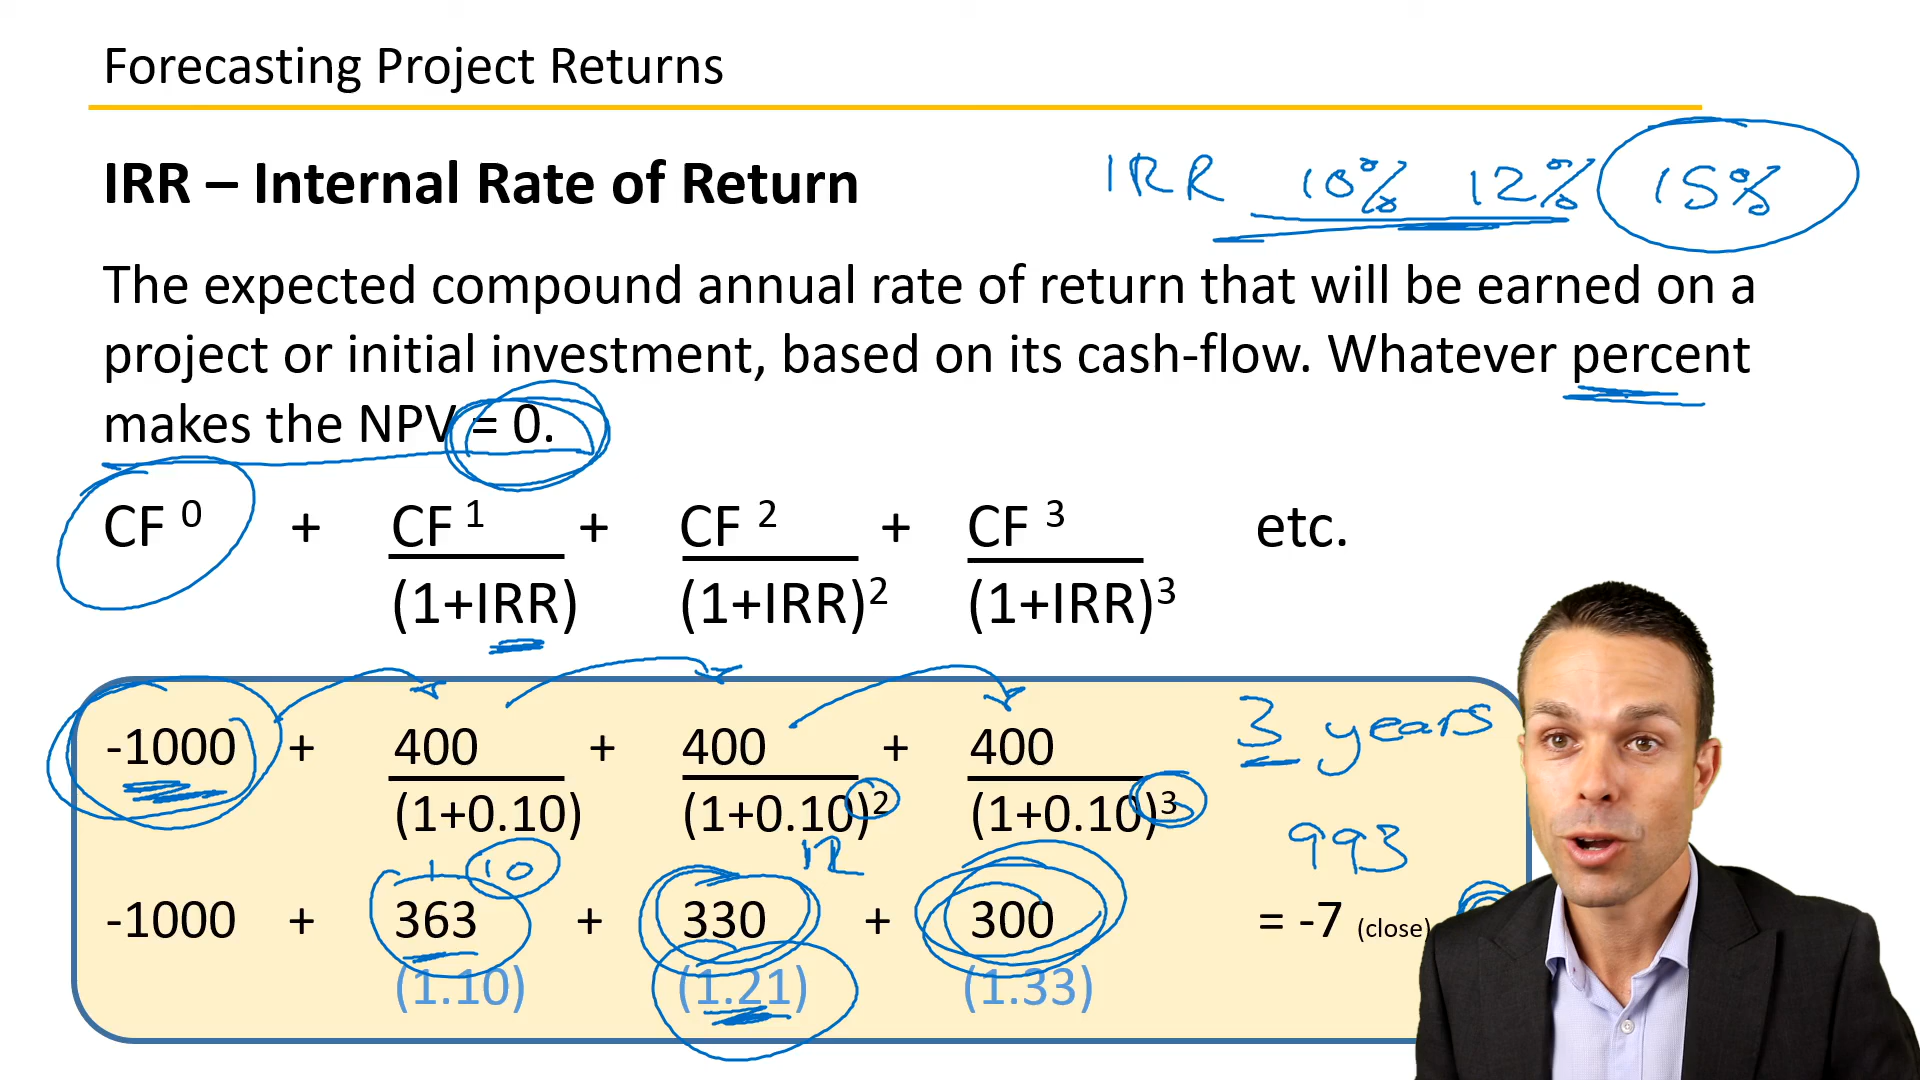 Forecasting Project Returns
IRR – Internal Rate of Return
IRR 10% 12% 15%
The expected compound annual rate of return that will be earned on a
project or initial investment, based on its cash-flow. Whatever percent
makes the NPV = 0.
CF 0 + CF 1 + CF 2 + CF 3 etc.
(1+IRR) (1+IRR)2 (1+IRR)3
-1000 + 400 + 400 + 400 3 years
(1+0.10) (1+0.10)2 (1+0.10)3
10 12 993
-1000 + 363 + 330 + 300 = -7 (close)
(1.10) (1.21) (1.33)